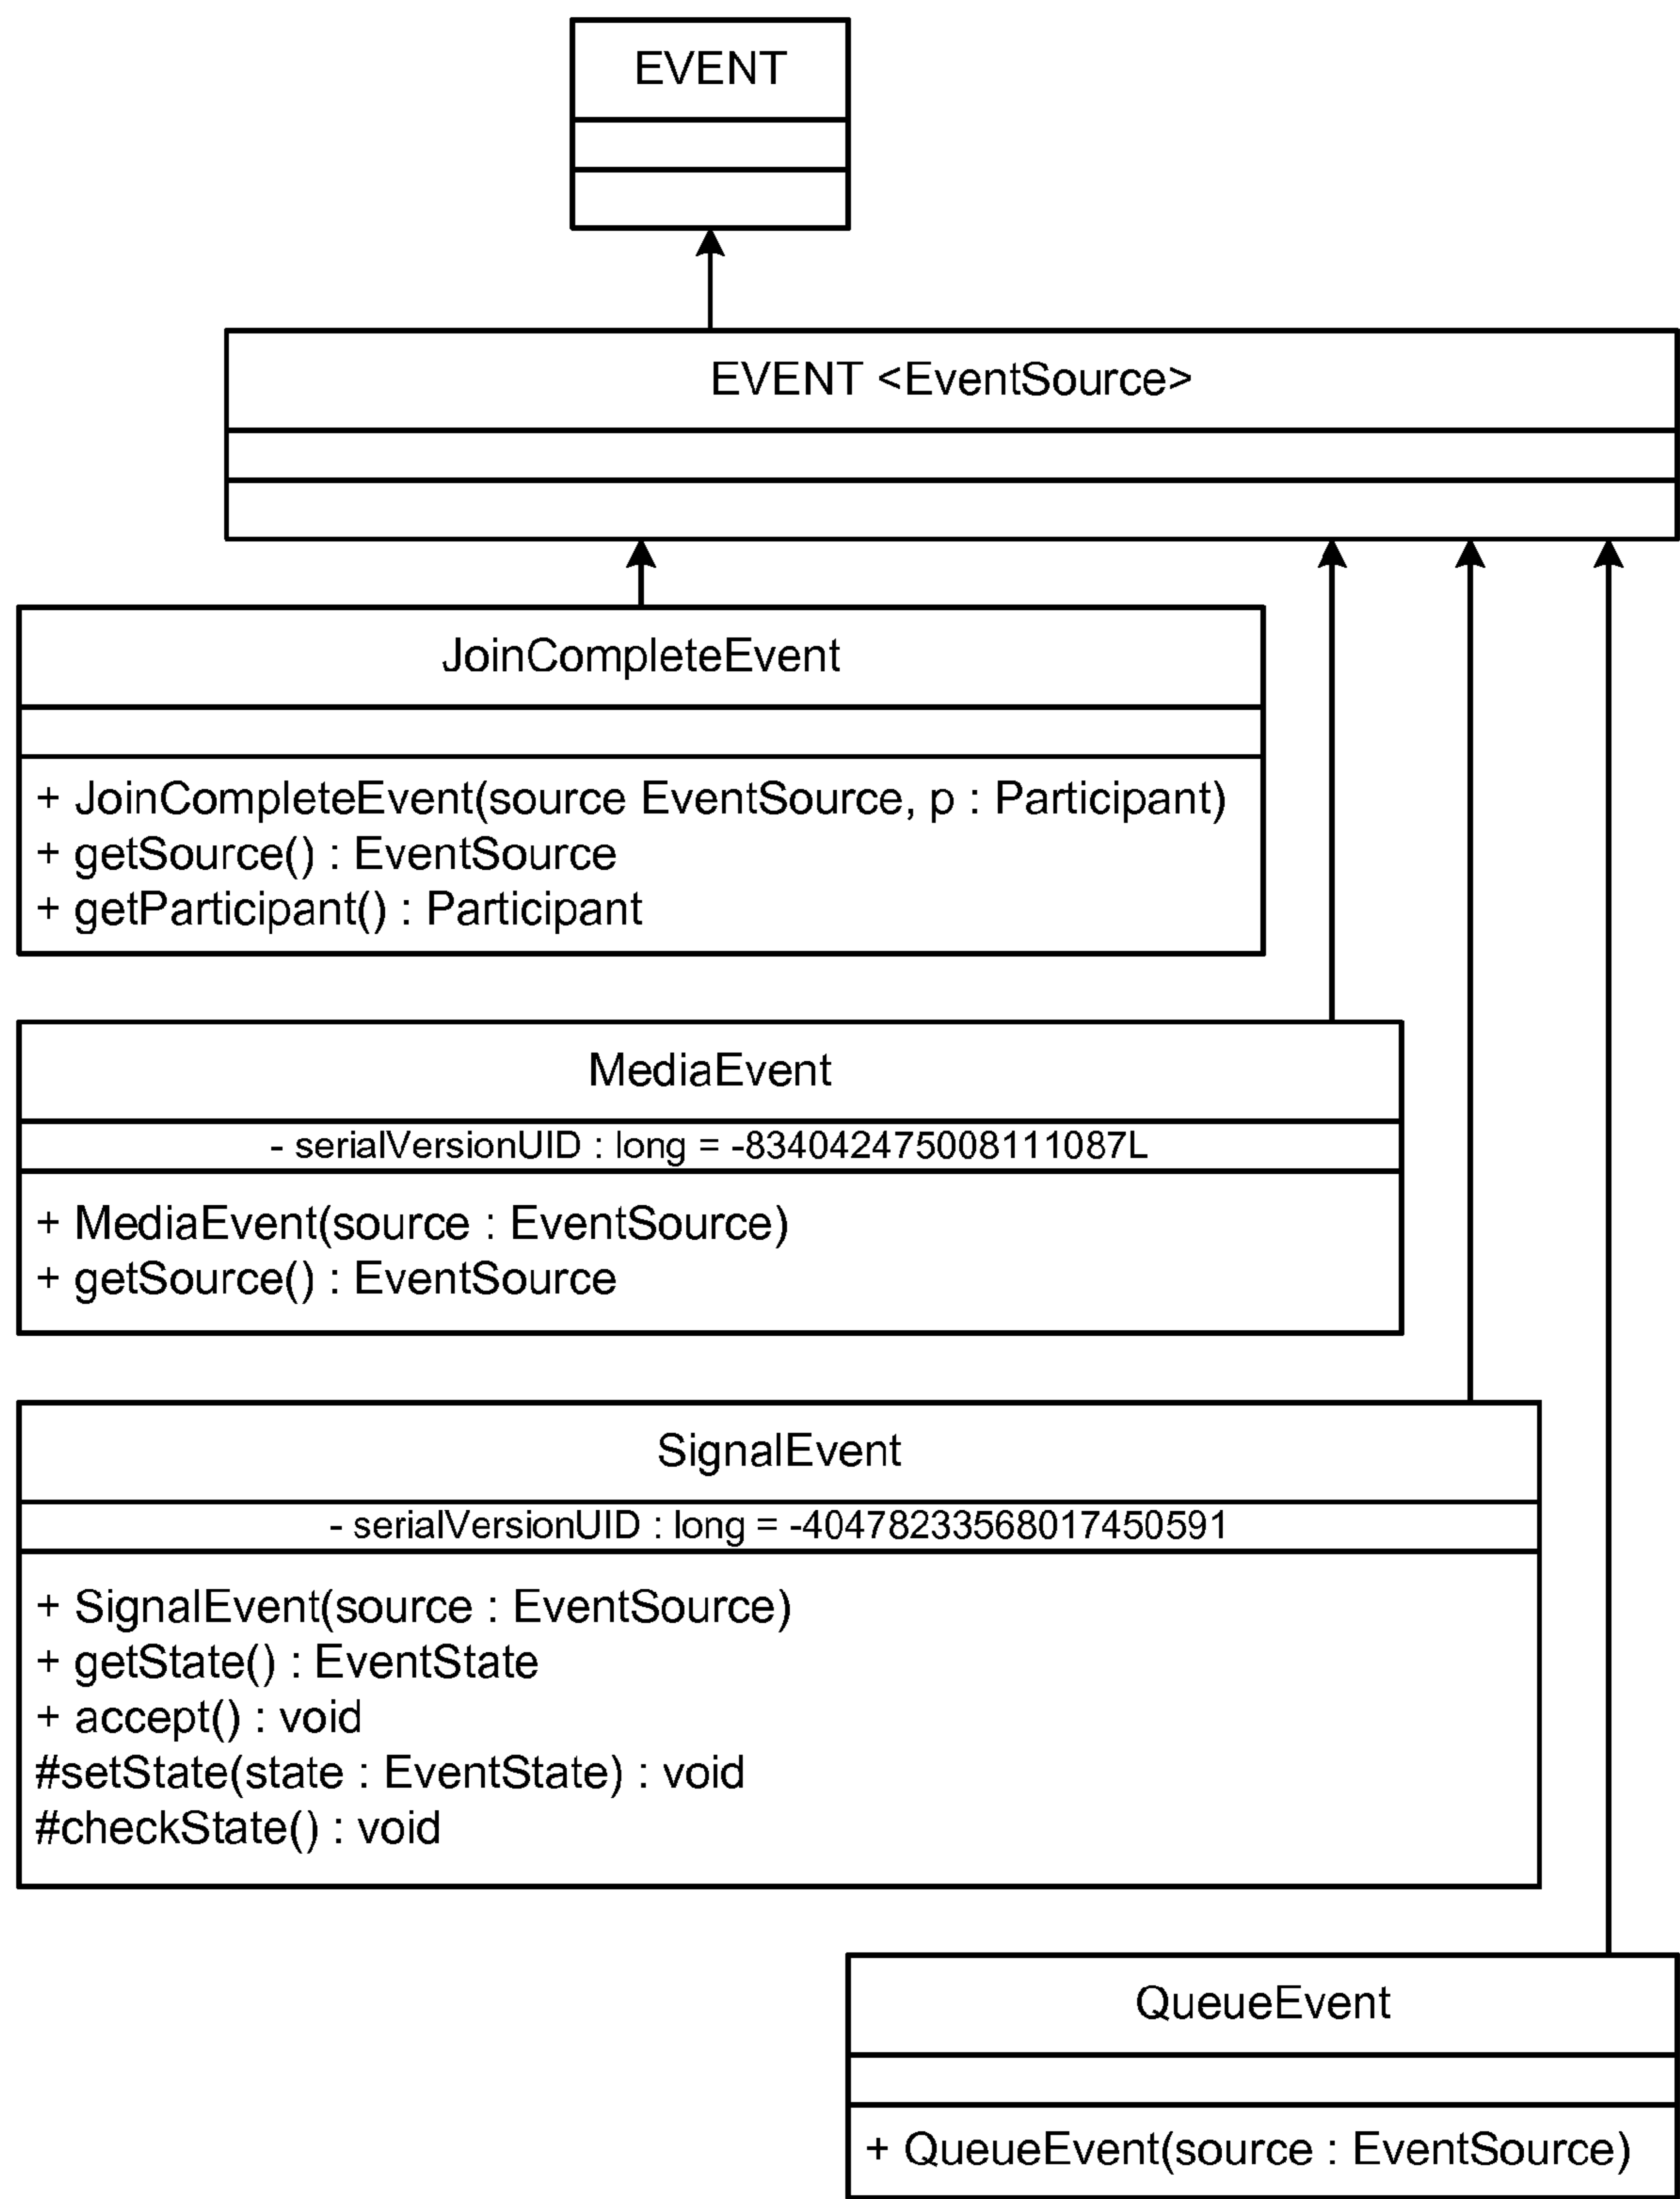 EVENT
EVENT <EventSource>
JoinCompleteEvent
+ JoinCompleteEvent(source EventSource, p : Participant)
+ getSource() : EventSource
+ getParticipant() : Participant
MediaEvent
- serialVersionUID : long = -834042475008111087L
+ MediaEvent(source : EventSource)
+ getSource() : EventSource
SignalEvent
- serialVersionUID : long = -40478233568017450591
+ SignalEvent(source : EventSource)
+ getState() : EventState
+ accept() : void
#setState(state : EventState) : void
#checkState() : void
QueueEvent
+ QueueEvent(source : EventSource)